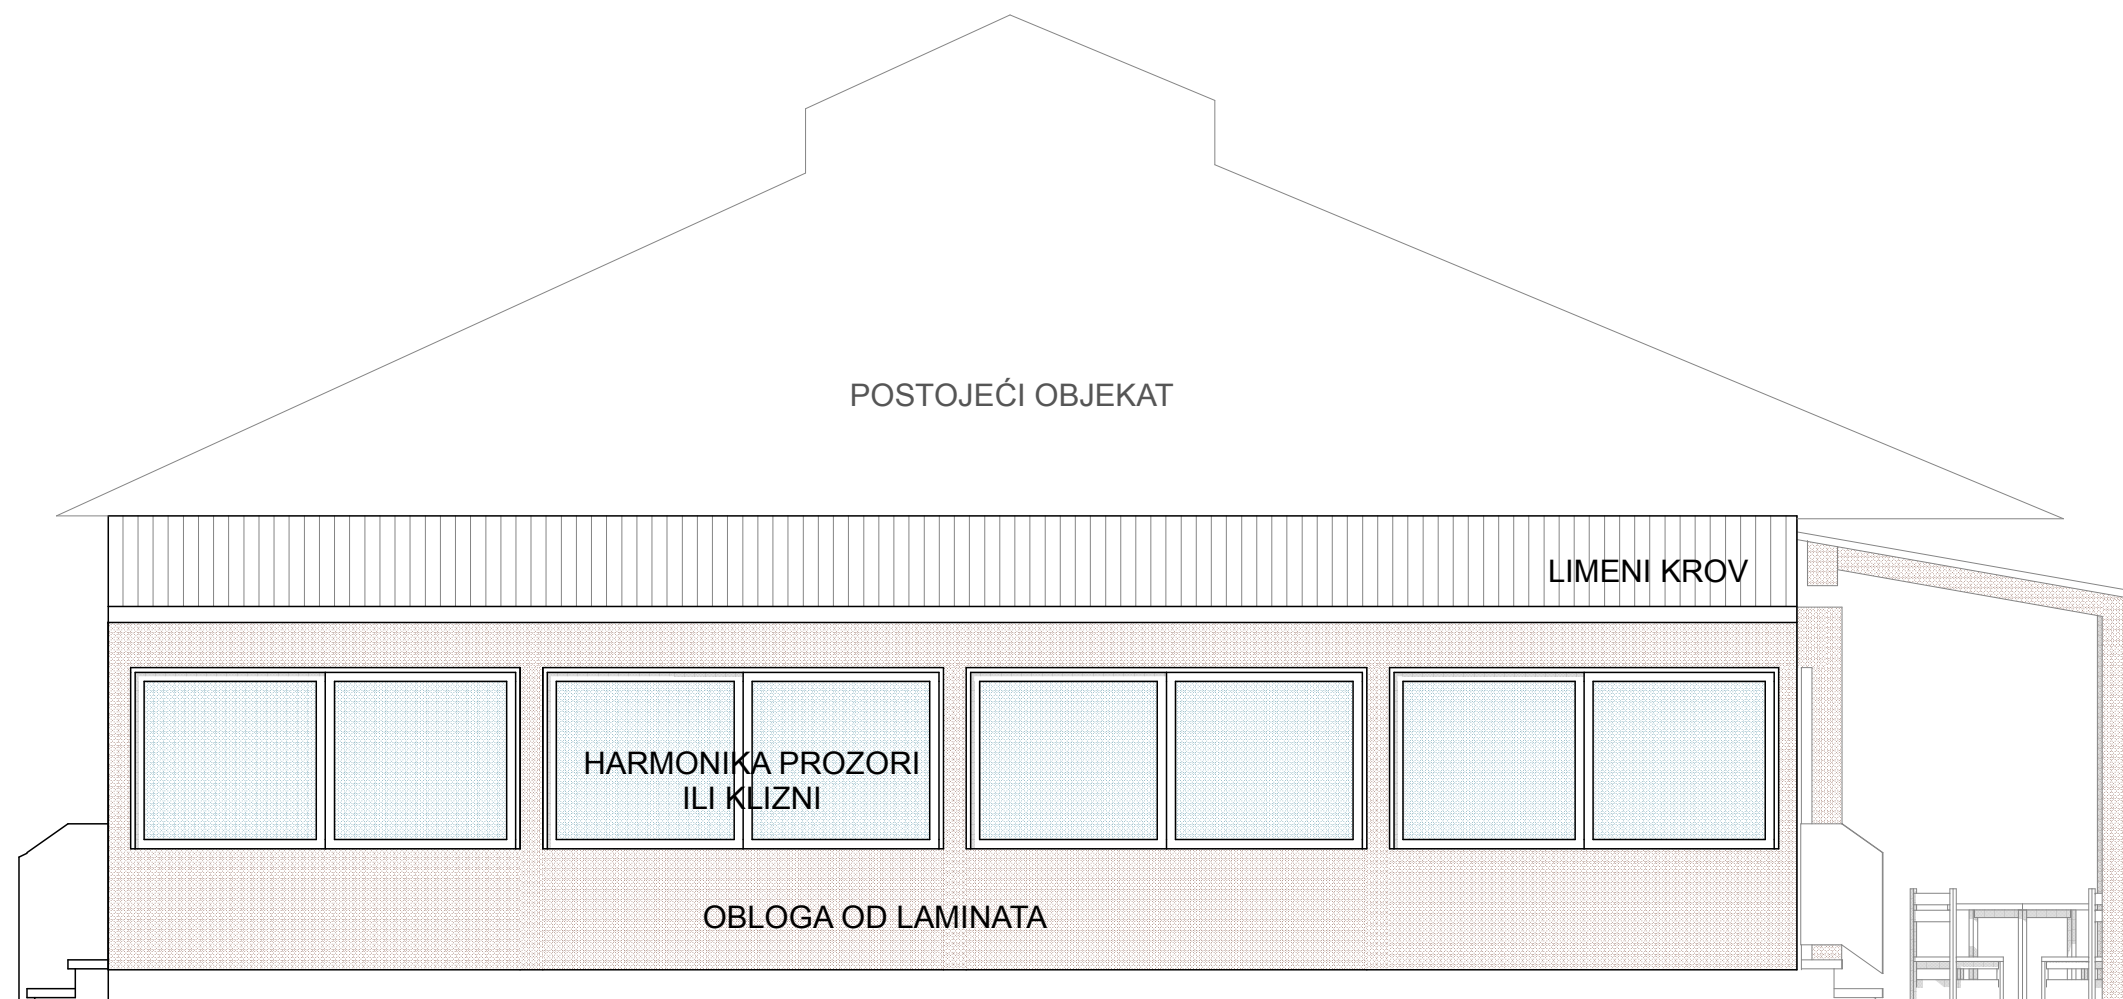 POSTOJEĆI OBJEKAT
LIMENI KROV
HARMONIKA PROZORI
ILI KLIZNI
OBLOGA OD LAMINATA